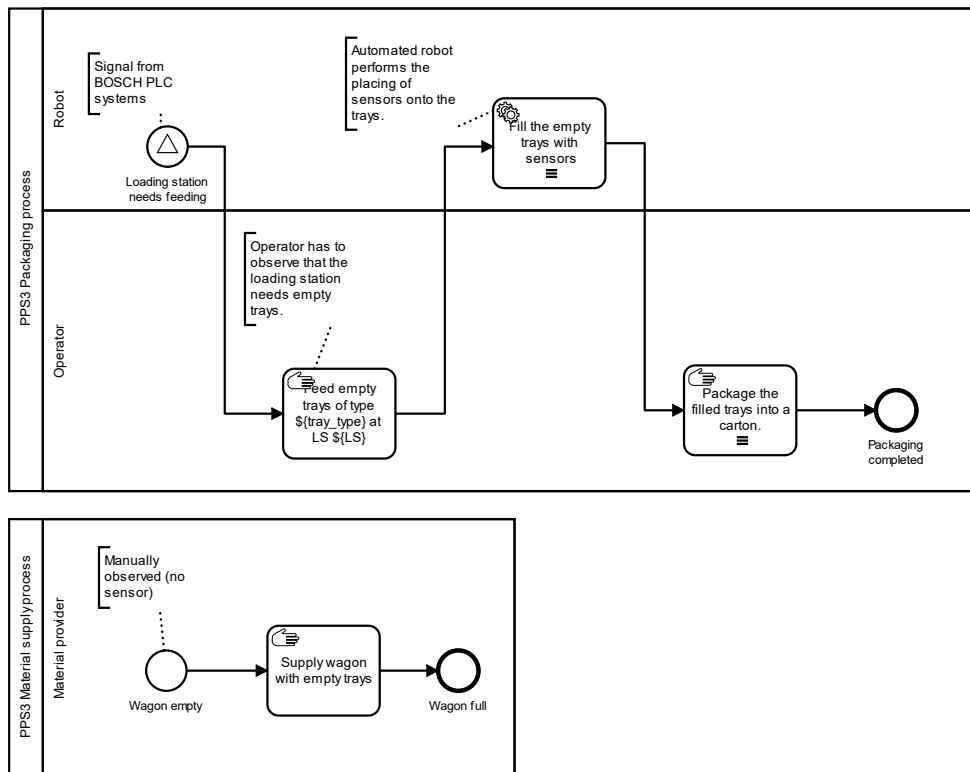 PPS3 Packaging process
Robot
Signal from
BOSCH PLC
systems
Loading station
needs feeding
Automated robot
performs the
placing of
sensors onto the
trays.
Fill the empty
trays with
sensors
Operator
Operator has to
observe that the
loading station
needs empty
trays.
Feed empty
trays of type
${tray_type} at
LS ${LS}
Package the
filled trays into a
carton.
Packaging
completed
PPS3 Material supply process
Material provider
Manually
observed (no
sensor)
Wagon empty
Supply wagon
with empty trays
Wagon full